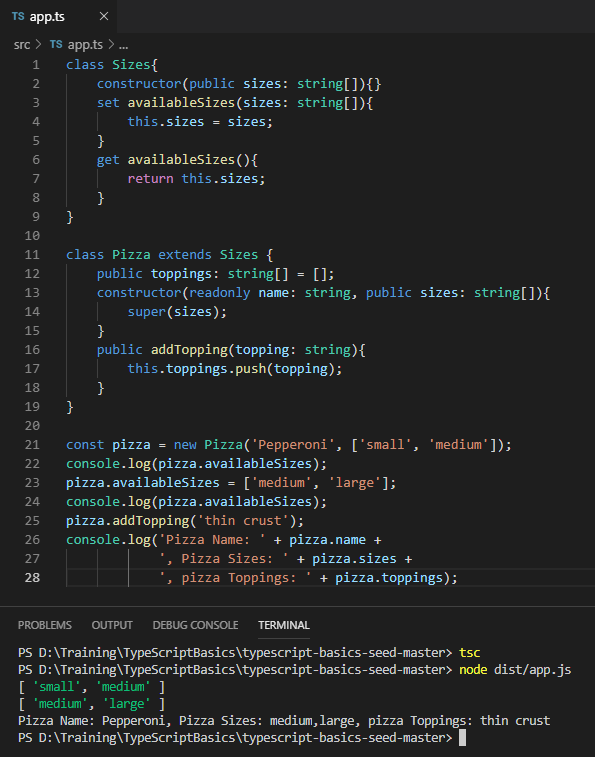 TS app.ts ×
src > TS app.ts > ...
1 class Sizes{
2 constructor(public sizes: string[]){}
3 set availableSizes(sizes: string[]){
4 this.sizes = sizes;
5 }
6 get availableSizes(){
7 return this.sizes;
8 }
9 }
10
11 class Pizza extends Sizes {
12 public toppings: string[] = [];
13 constructor(readonly name: string, public sizes: string[]){
14 super(sizes);
15 }
16 public addTopping(topping: string){
17 this.toppings.push(topping);
18 }
19 }
20
21 const pizza = new Pizza('Pepperoni', ['small', 'medium']);
22 console.log(pizza.availableSizes);
23 pizza.availableSizes = ['medium', 'large'];
24 console.log(pizza.availableSizes);
25 pizza.addTopping('thin crust');
26 console.log('Pizza Name: ' + pizza.name +
27 ', Pizza Sizes: ' + pizza.sizes +
28 ', pizza Toppings: ' + pizza.toppings);
PROBLEMS OUTPUT DEBUG CONSOLE TERMINAL
PS D:\Training\TypeScriptBasics\typescript-basics-seed-master> tsc
PS D:\Training\TypeScriptBasics\typescript-basics-seed-master> node dist/app.js
[ 'small', 'medium' ]
[ 'medium', 'large' ]
Pizza Name: Pepperoni, Pizza Sizes: medium,large, pizza Toppings: thin crust
PS D:\Training\TypeScriptBasics\typescript-basics-seed-master>